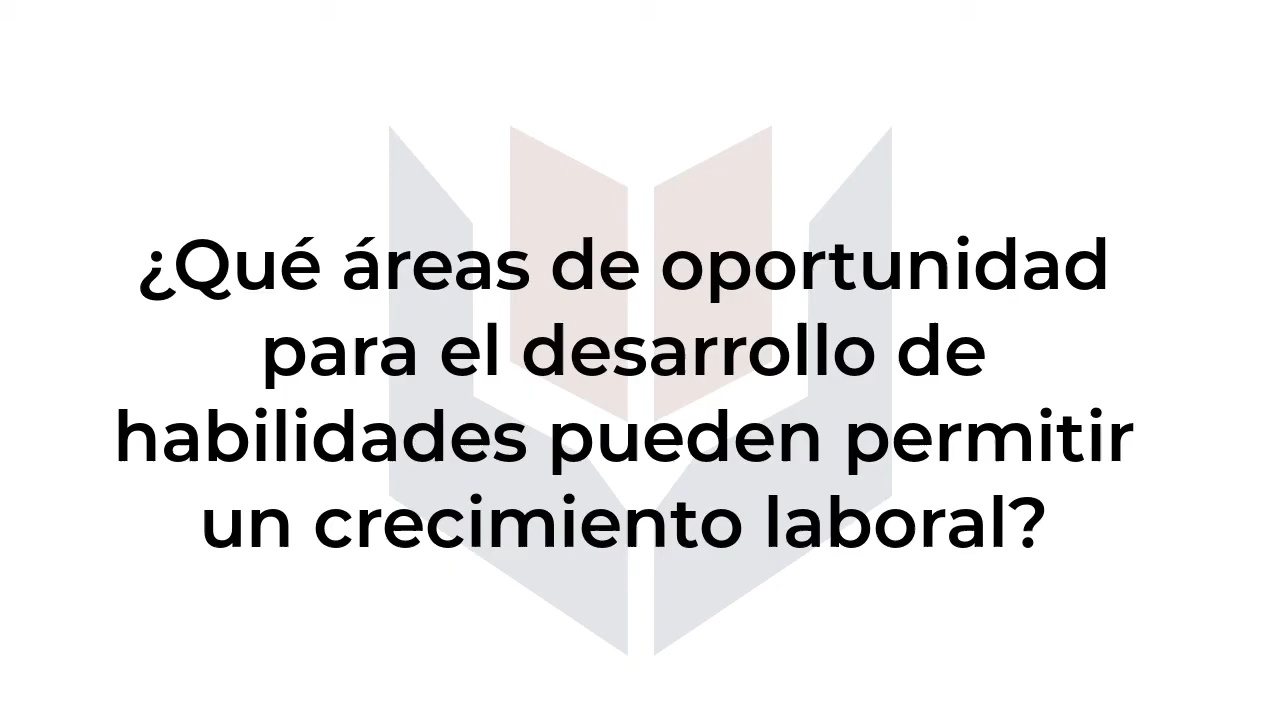 ¿Qué áreas de oportunidad
para el desarrollo de
habilidades pueden permitir
un crecimiento laboral?